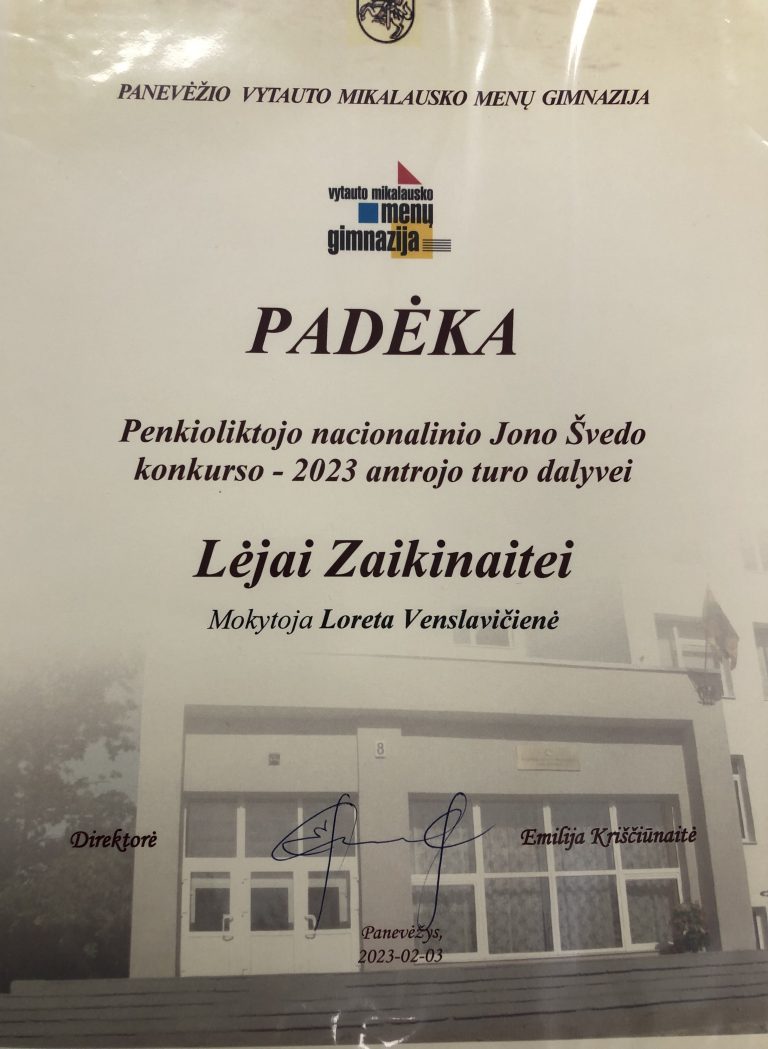 PANEVĖŽIO VYTAUTO MIKALAUSKO MENŲ GIMNAZIJA
vytauto mikalausko
menų
gimnazija
PADĖKA
Penkioliktojo nacionalinio Jono Švedo
konkurso - 2023 antrojo turo dalyvei
Lėjai Zaikinaitei
Mokytoja Loreta Venslavičienė
8
Direktorė
Emilija Kriščiūnaitė
Panevėžys,
2023-02-03